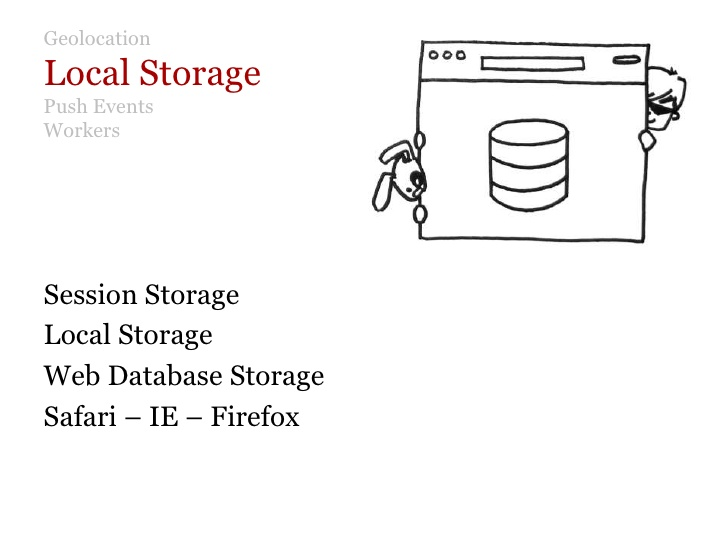 Geolocation
Local Storage
Push Events
Workers
Session Storage
Local Storage
Web Database Storage
Safari – IE – Firefox